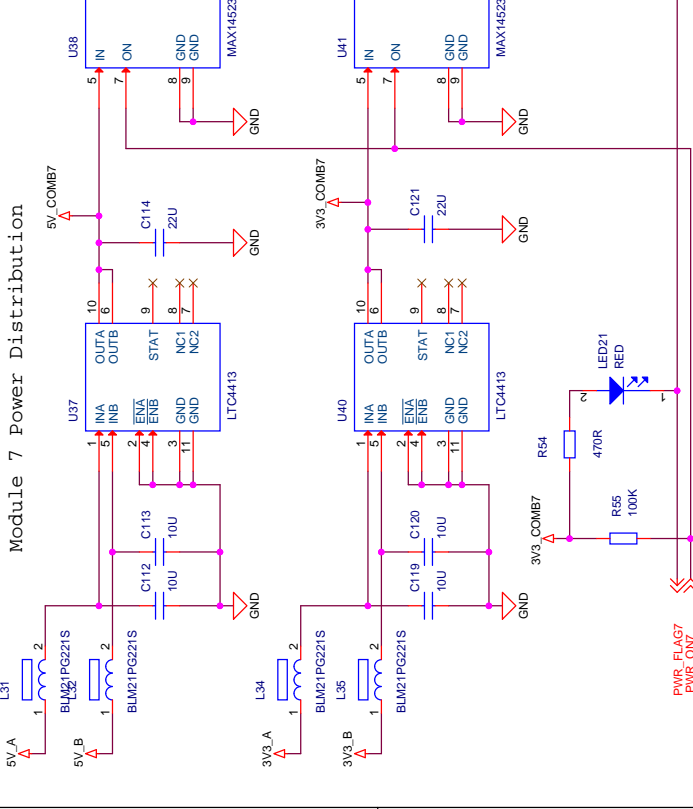 Module 7 Power Distribution
U38
IN
ON
GND
GND
MAX14523
5
7
8
9
GND
U41
IN
ON
GND
GND
MAX14523
5
7
8
9
GND
5V_COMB7
C114
22U
GND
3V3_COMB7
C121
22U
GND
10
6
9
8
7
OUTA
OUTB
STAT
NC1
NC2
U37
INA
INB
ENA
ENB
GND
GND
LTC4413
1
5
2
4
3
11
10
6
9
8
7
OUTA
OUTB
STAT
NC1
NC2
U40
INA
INB
ENA
ENB
GND
GND
LTC4413
1
5
2
4
3
11
C113
10U
C112
10U
GND
C120
10U
C119
10U
GND
L31
BLM21PG221S
1
2
5V_A
L32
BLM21PG221S
1
2
5V_B
L34
BLM21PG221S
1
2
3V3_A
L35
BLM21PG221S
1
2
3V3_B
LED21
RED
2
1
R54
470R
R55
100K
3V3_COMB7
PWR_FLAG7
PWR_ON7